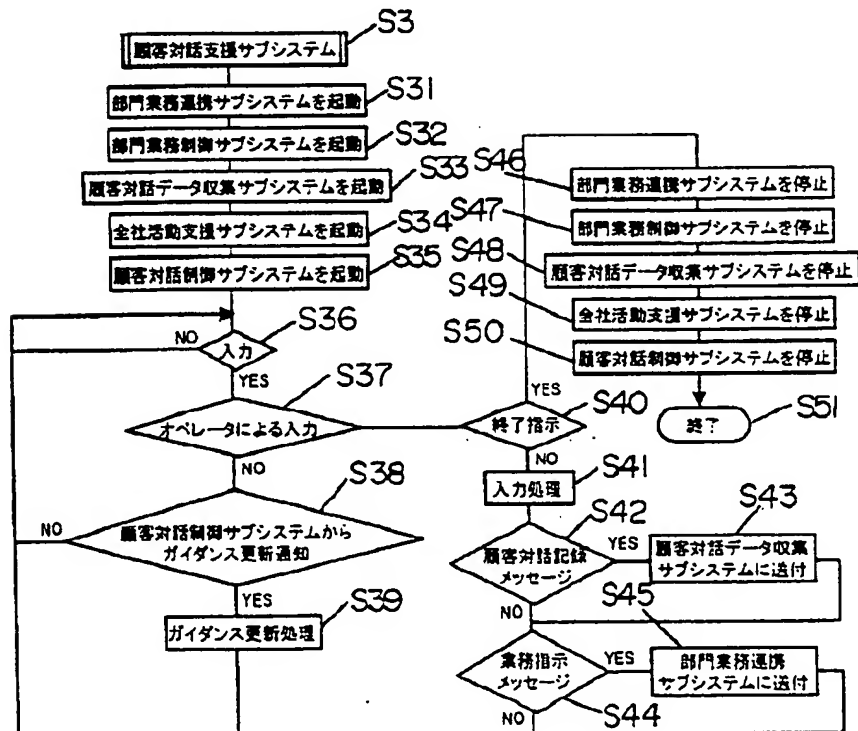 S3
顧客対話支援サブシステム
S31
部門業務連携サブシステムを起動
S32
部門業務制御サブシステムを起動
S33
顧客対話データ収集サブシステムを起動
S34
全社活動支援サブシステムを起動
S35
顧客対話制御サブシステムを起動
S36
NO
入力
YES
S37
オペレータによる入力
NO
S38
NO
顧客対話制御サブシステムから
ガイダンス更新通知
YES
S39
ガイダンス更新処理
S46
部門業務連携サブシステムを停止
S47
部門業務制御サブシステムを停止
S48
顧客対話データ収集サブシステムを停止
S49
全社活動支援サブシステムを停止
S50
顧客対話制御サブシステムを停止
S51
終了
YES
S40
終了指示
NO
S41
入力処理
S42
顧客対話記録
メッセージ
YES
S43
顧客対話データ収集
サブシステムに送付
NO
S45
業務指示
メッセージ
YES
部門業務連携
サブシステムに送付
S44
NO